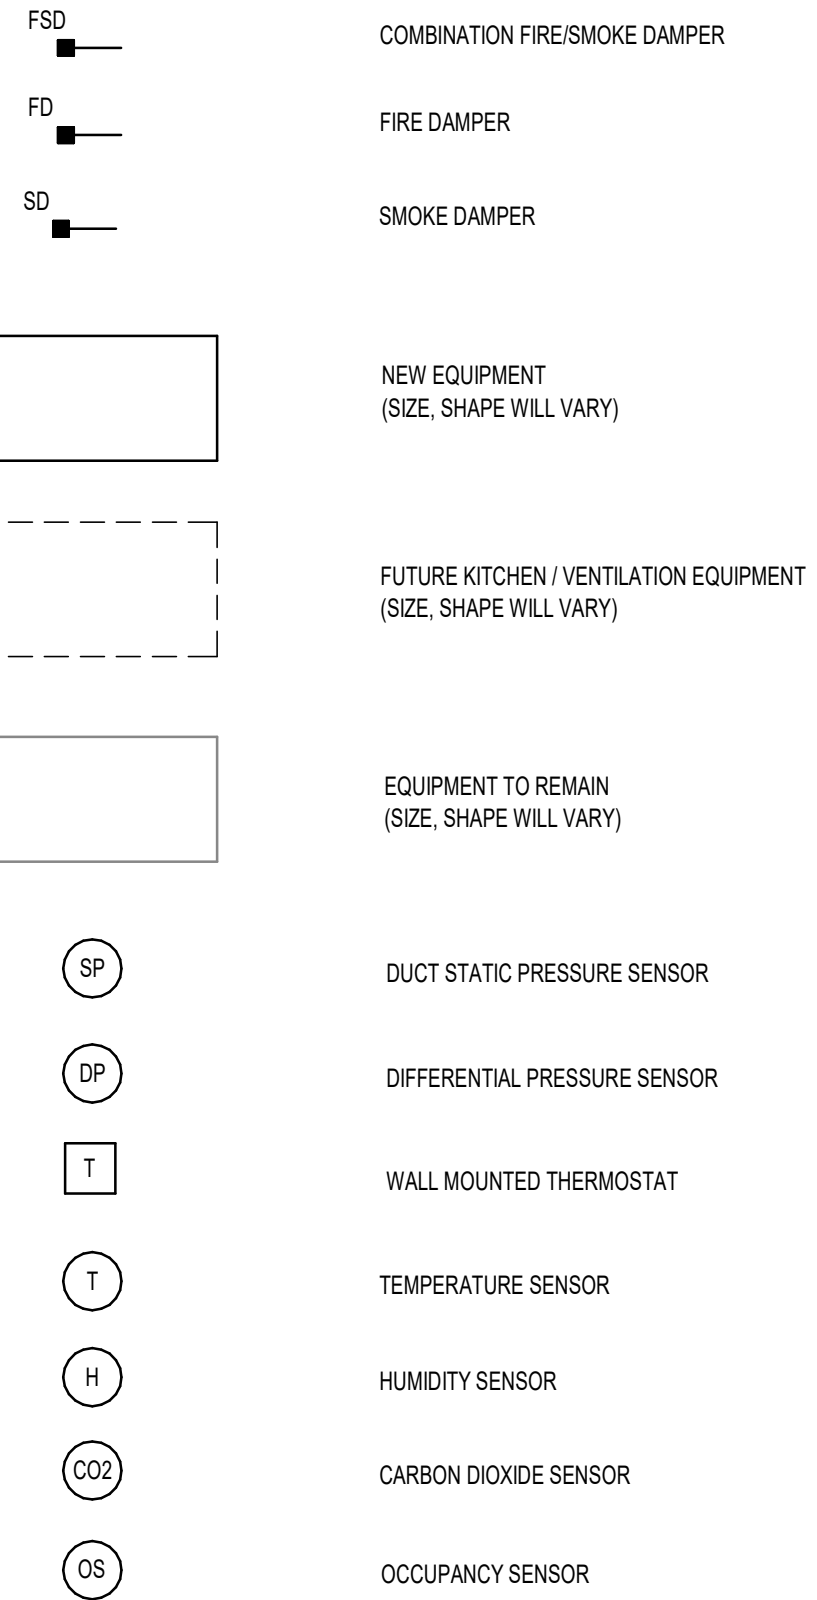 FSD
COMBINATION FIRE/SMOKE DAMPER
FD
FIRE DAMPER
SD
SMOKE DAMPER
NEW EQUIPMENT
(SIZE, SHAPE WILL VARY)
FUTURE KITCHEN / VENTILATION EQUIPMENT
(SIZE, SHAPE WILL VARY)
EQUIPMENT TO REMAIN
(SIZE, SHAPE WILL VARY)
SP
DUCT STATIC PRESSURE SENSOR
DP
DIFFERENTIAL PRESSURE SENSOR
T
WALL MOUNTED THERMOSTAT
T
TEMPERATURE SENSOR
H
HUMIDITY SENSOR
CO2
CARBON DIOXIDE SENSOR
OS
OCCUPANCY SENSOR